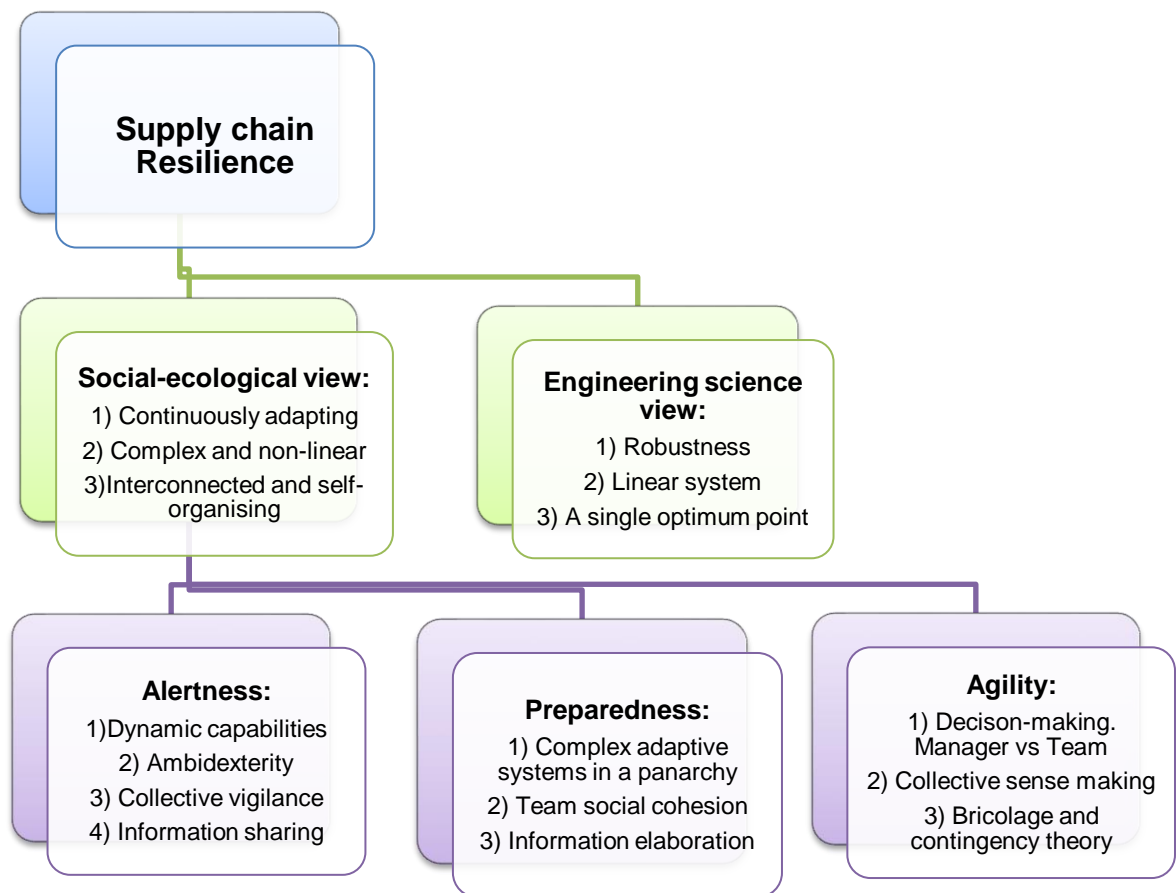 Supply chain
Resilience
Social-ecological view:
1) Continuously adapting
2) Complex and non-linear
3)Interconnected and self-
organising
Engineering science
view:
1) Robustness
2) Linear system
3) A single optimum point
Alertness:
1)Dynamic capabilities
2) Ambidexterity
3) Collective vigilance
4) Information sharing
Preparedness:
1) Complex adaptive
systems in a panarchy
2) Team social cohesion
3) Information elaboration
Agility:
1) Decison-making.
Manager vs Team
2) Collective sense making
3) Bricolage and
contingency theory